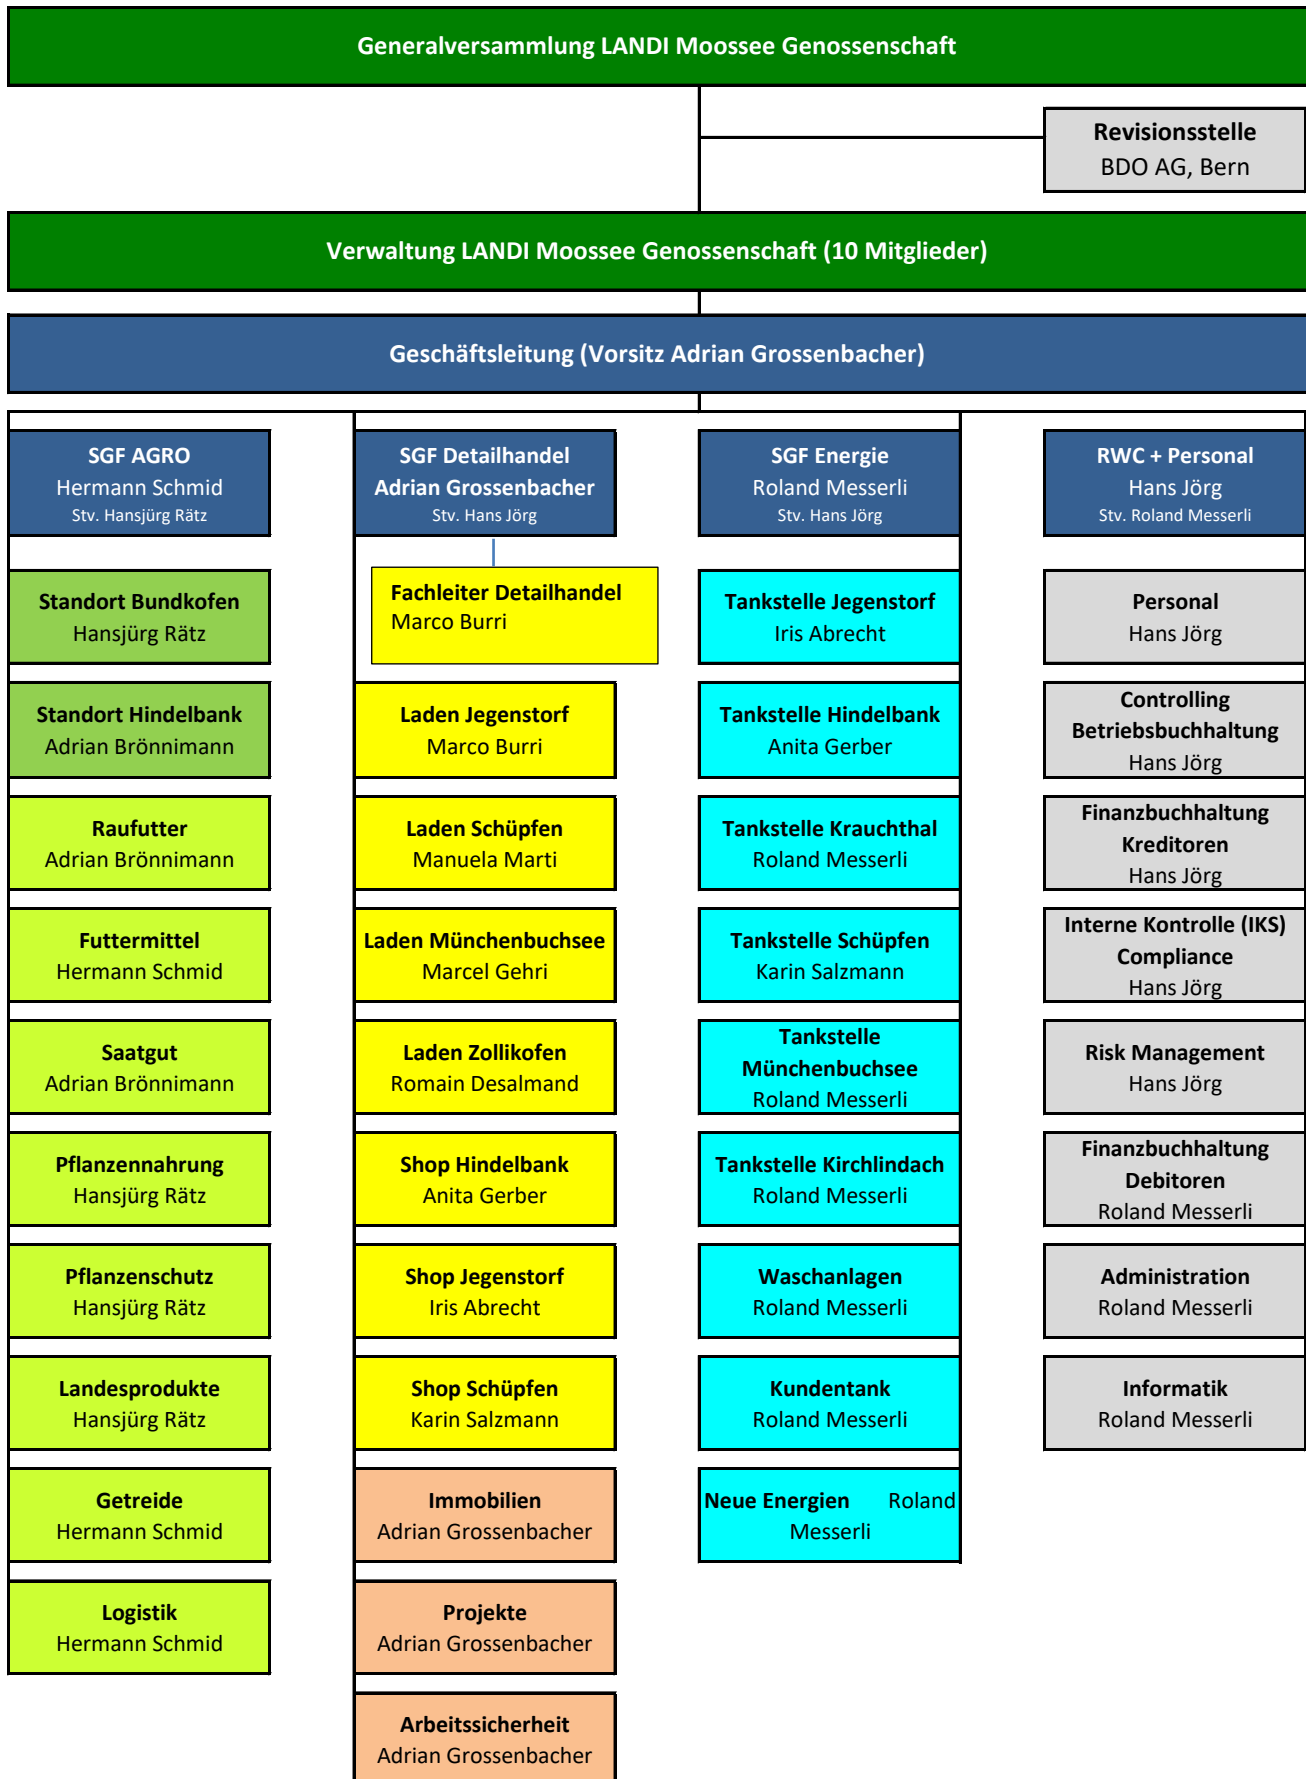 Generalversammlung LANDI Moossee Genossenschaft
Revisionsstelle
BDO AG, Bern
Verwaltung LANDI Moossee Genossenschaft (10 Mitglieder)
Geschäftsleitung (Vorsitz Adrian Grossenbacher)
SGF AGRO
Hermann Schmid
Stv. Hansjürg Rätz
Standort Bundkofen
Hansjürg Rätz
Standort Hindelbank
Adrian Brönnimann
Raufutter
Adrian Brönnimann
Futtermittel
Hermann Schmid
Saatgut
Adrian Brönnimann
Pflanzennahrung
Hansjürg Rätz
Pflanzenschutz
Hansjürg Rätz
Landesprodukte
Hansjürg Rätz
Getreide
Hermann Schmid
Logistik
Hermann Schmid
SGF Detailhandel
Adrian Grossenbacher
Stv. Hans Jörg
Fachleiter Detailhandel
Marco Burri
Laden Jegenstorf
Marco Burri
Laden Schüpfen
Manuela Marti
Laden Münchenbuchsee
Marcel Gehri
Laden Zollikofen
Romain Desalmand
Shop Hindelbank
Anita Gerber
Shop Jegenstorf
Iris Abrecht
Shop Schüpfen
Karin Salzmann
Immobilien
Adrian Grossenbacher
Projekte
Adrian Grossenbacher
Arbeitssicherheit
Adrian Grossenbacher
SGF Energie
Roland Messerli
Stv. Hans Jörg
Tankstelle Jegenstorf
Iris Abrecht
Tankstelle Hindelbank
Anita Gerber
Tankstelle Krauchthal
Roland Messerli
Tankstelle Schüpfen
Karin Salzmann
Tankstelle
Münchenbuchsee
Roland Messerli
Tankstelle Kirchlindach
Roland Messerli
Waschanlagen
Roland Messerli
Kundentank
Roland Messerli
Neue Energien Roland
Messerli
RWC + Personal
Hans Jörg
Stv. Roland Messerli
Personal
Hans Jörg
Controlling
Betriebsbuchhaltung
Hans Jörg
Finanzbuchhaltung
Kreditoren
Hans Jörg
Interne Kontrolle (IKS)
Compliance
Hans Jörg
Risk Management
Hans Jörg
Finanzbuchhaltung
Debitoren
Roland Messerli
Administration
Roland Messerli
Informatik
Roland Messerli